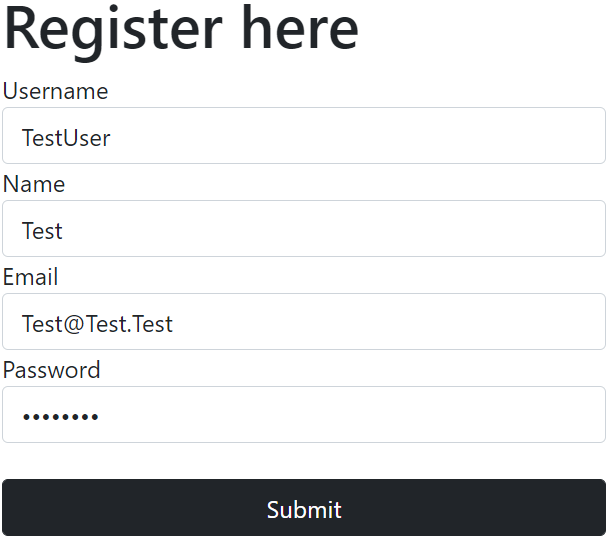 Register here
Username
TestUser
Name
Test
Email
Test@Test.Test
Password
••••••••
Submit